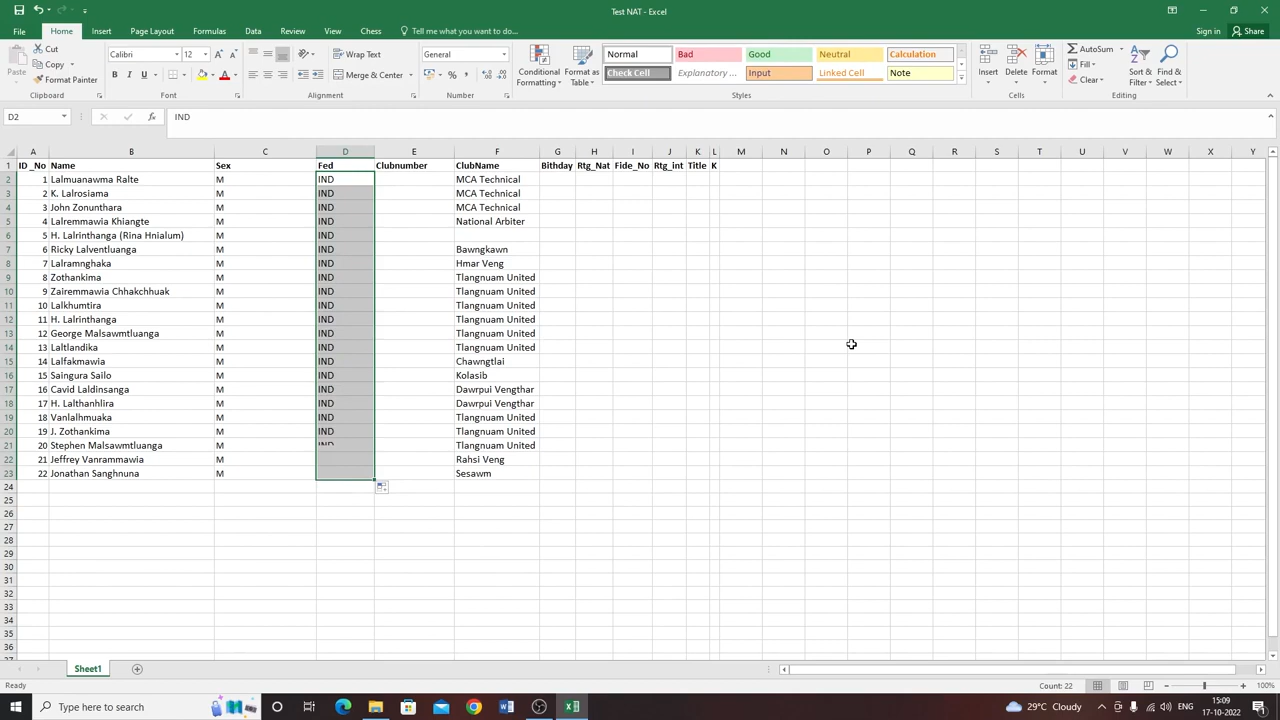 Test NAT - Excel
File Home Insert Page Layout Formulas Data Review View Chess Tell me what you want to do... Sign in Share
Paste Cut Copy Format Painter
Calibri 12 Wrap Text Merge & Center General
Conditional Formatting Format as Table Normal Bad Good Neutral Calculation
Check Cell Explanatory ... Input Linked Cell Note
Insert Delete Format AutoSum Fill Clear Sort & Filter Find & Select
Clipboard Font Alignment Number Styles Cells Editing
D2 IND
A B C D E F G H I J K L M N O P Q R S T U V W X Y
1 ID_No Name Sex Fed Clubnumber ClubName Bithday Rtg_Nat Fide_No Rtg_int Title K
2 1 Lalmuanawma Ralte M IND MCA Technical
3 2 K. Lalrosiama M IND MCA Technical
4 3 John Zonunthara M IND MCA Technical
5 4 Lalremmawia Khiangte M IND National Arbiter
6 5 H. Lalrinthanga (Rina Hnialum) M IND
7 6 Ricky Lalventluanga M IND Bawngkawn
8 7 Lalramnghaka M IND Hmar Veng
9 8 Zothankima M IND Tlangnuam United
10 9 Zairemmawia Chhakchhuak M IND Tlangnuam United
11 10 Lalkhumtira M IND Tlangnuam United
12 11 H. Lalrinthanga M IND Tlangnuam United
13 12 George Malsawmtluanga M IND Tlangnuam United
14 13 Laltlandika M IND Tlangnuam United
15 14 Lalfakmawia M IND Chawngtlai
16 15 Saingura Sailo M IND Kolasib
17 16 Cavid Laldinsanga M IND Dawrpui Vengthar
18 17 H. Lalthanhlira M IND Dawrpui Vengthar
19 18 Vanlalhmuaka M IND Tlangnuam United
20 19 J. Zothankima M IND Tlangnuam United
21 20 Stephen Malsawmtluanga M IND Tlangnuam United
22 21 Jeffrey Vanrammawia M Rahsi Veng
23 22 Jonathan Sanghnuna M Sesawm
24
25
26
27
28
29
30
31
32
33
34
35
36
Sheet1
Ready Count: 22 100%
Type here to search 29°C Cloudy ENG 15:09
17-10-2022